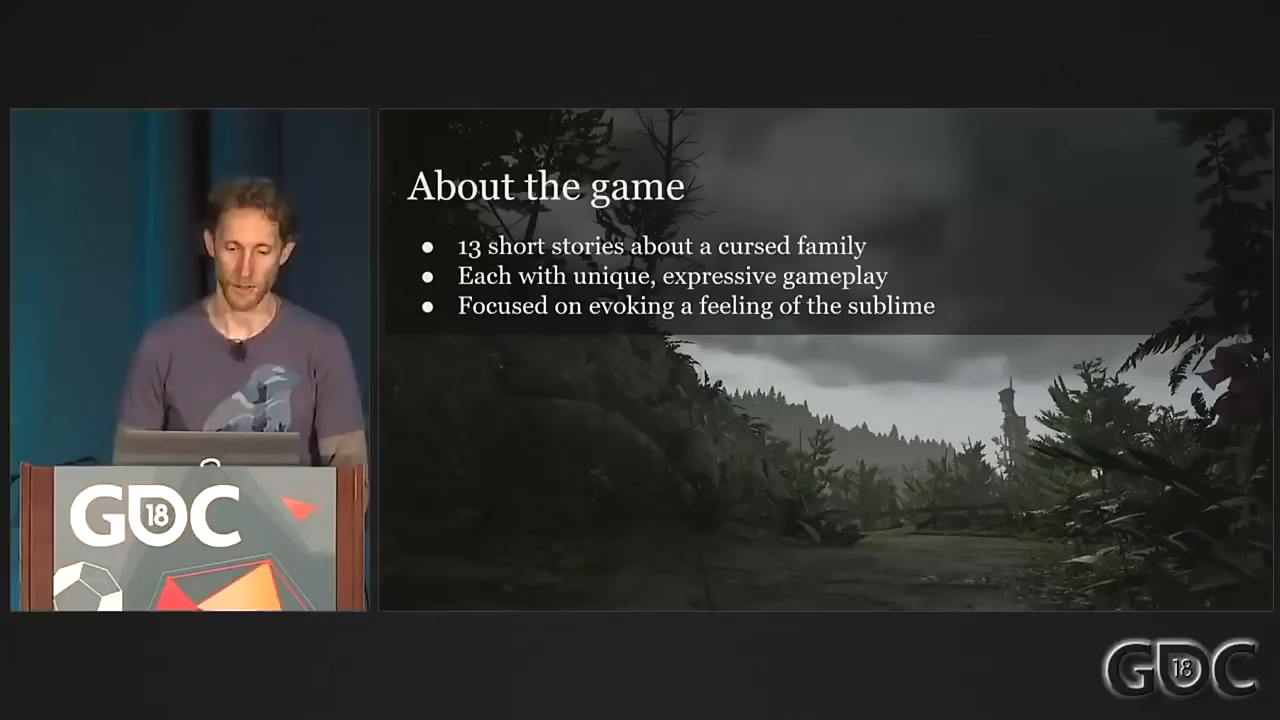 About the game
● 13 short stories about a cursed family
● Each with unique, expressive gameplay
● Focused on evoking a feeling of the sublime
GDC 18
GDC 18